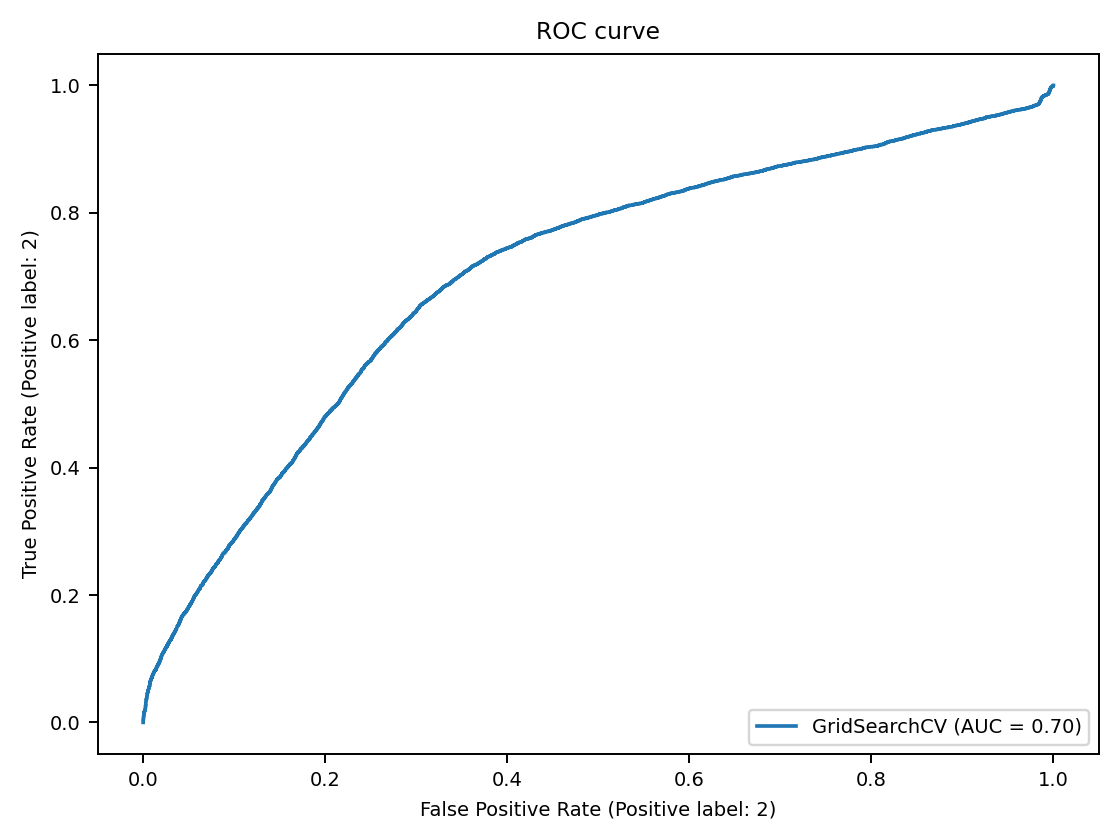 ROC curve
True Positive Rate (Positive label: 2)
1.0
0.8
0.6
0.4
0.2
0.0
GridSearchCV (AUC = 0.70)
0.0 0.2 0.4 0.6 0.8 1.0
False Positive Rate (Positive label: 2)